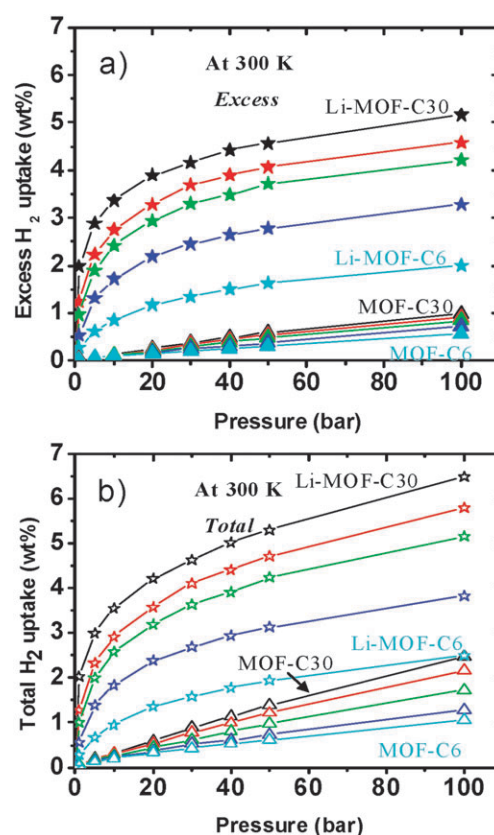 7
a)
At 300 K
Excess
Li-MOF-C30
6
5
4
3
2
1
0
Excess H2 uptake (wt%)
Li-MOF-C6
MOF-C30
MOF-C6
0 20 40 60 80 100
Pressure (bar)
7
b)
At 300 K
Total
Li-MOF-C30
6
5
4
3
2
1
0
Total H2 uptake (wt%)
Li-MOF-C6
MOF-C30
MOF-C6
0 20 40 60 80 100
Pressure (bar)